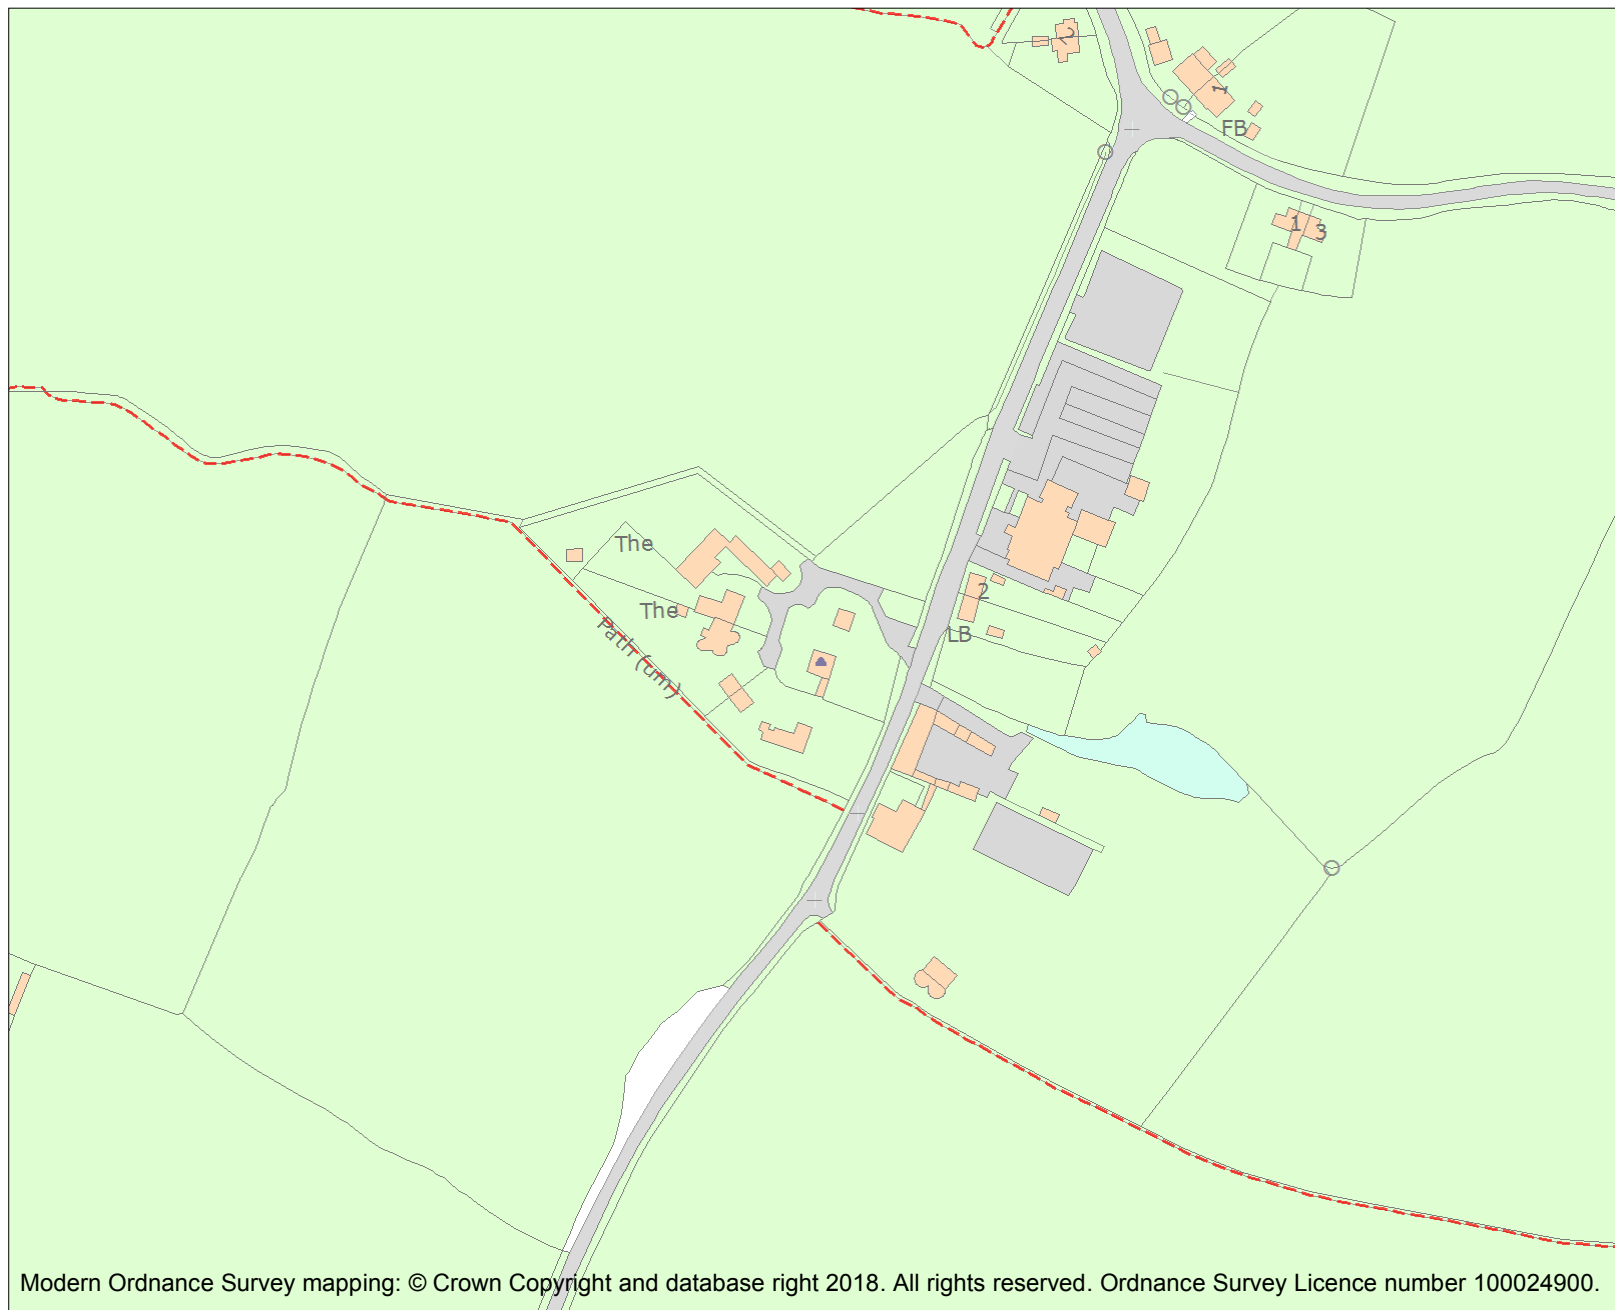 2
1
FB
1
3
The
2
The
LB
Path (um)
Modern Ordnance Survey mapping: © Crown Copyright and database right 2018. All rights reserved. Ordnance Survey Licence number 100024900.